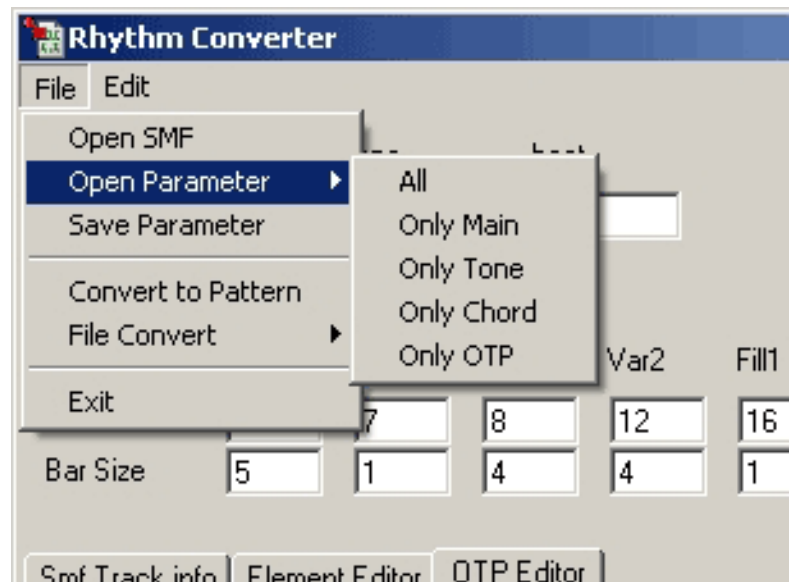 Rhythm Converter
File Edit
Open SMF
Open Parameter
Save Parameter
Convert to Pattern
File Convert
Exit
All
Only Main
Only Tone
Only Chord
Only OTP
Var2 Fill1
7 8 12 16
Bar Size 5 1 4 4 1
Smf Track info Element Editor OTP Editor